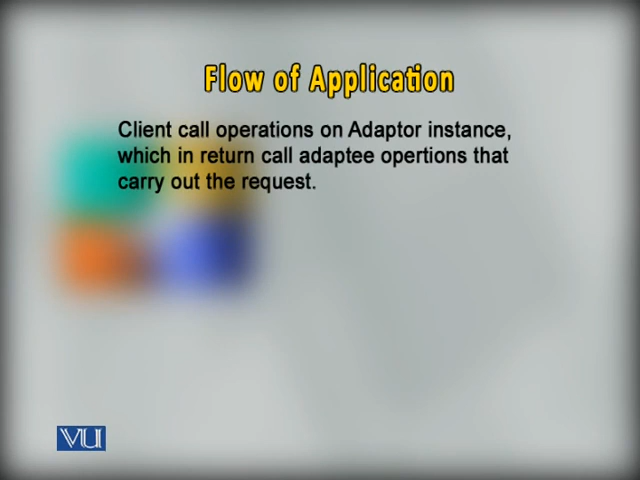 Flow of Application
Client call operations on Adaptor instance,
which in return call adaptee opertions that
carry out the request.
VU